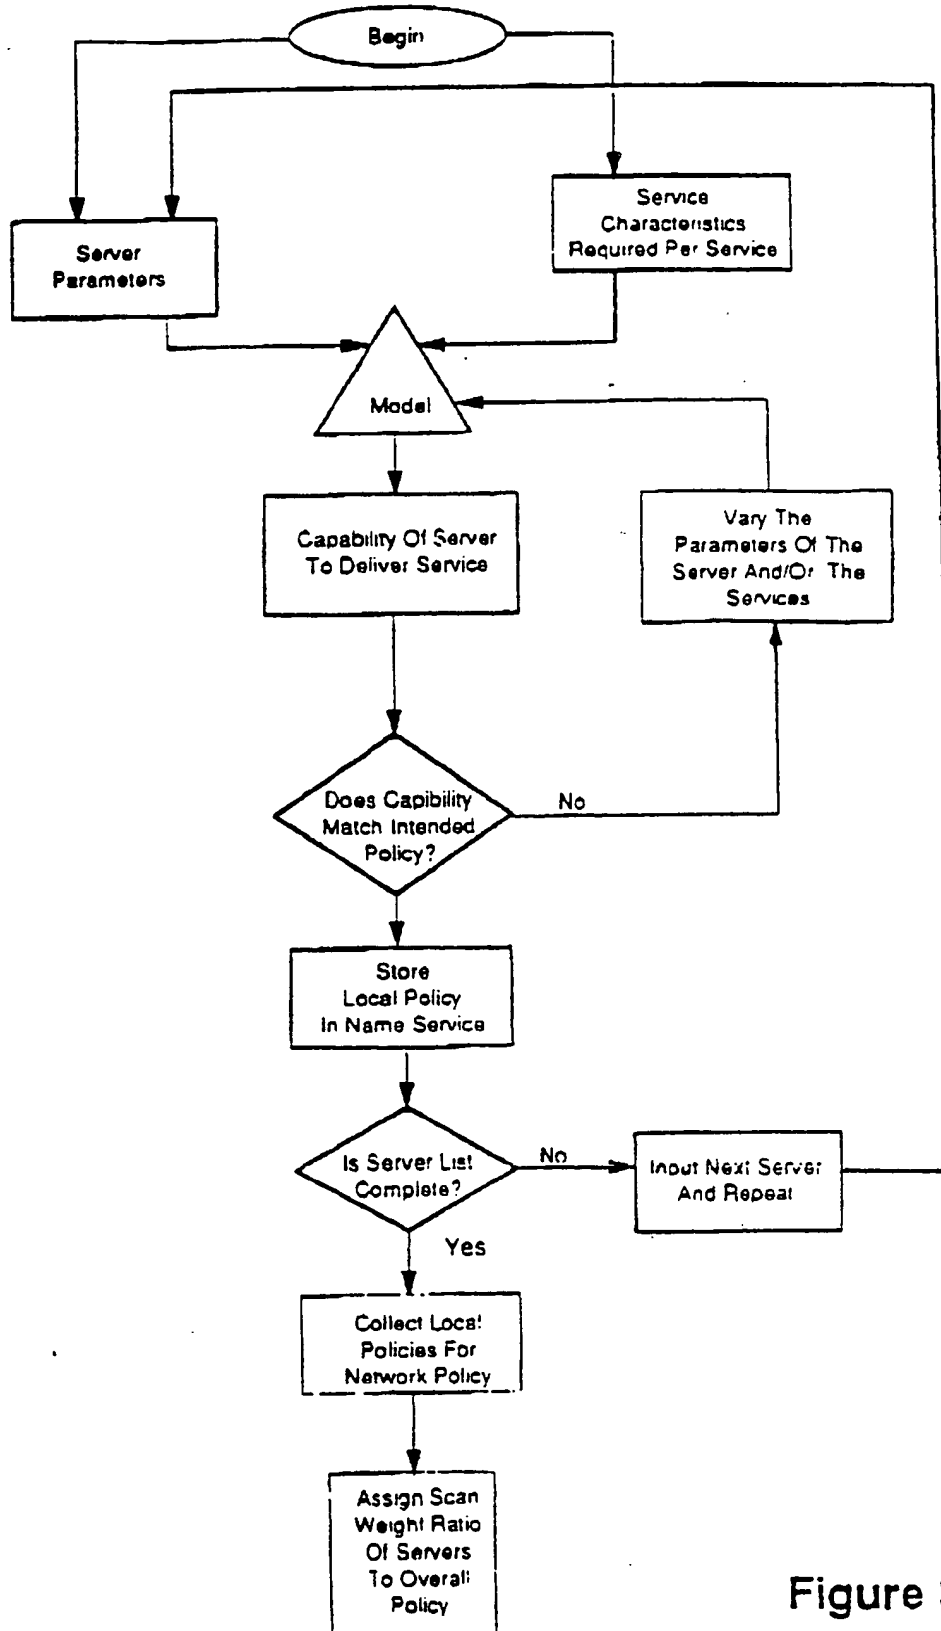 Begin
Service
Characteristics
Required Per Service
Server
Parameters
Model
Capability Of Server
To Deliver Service
Vary The
Parameters Of The
Server And/Or The
Services
Does Capibility
Match Intended
Policy?
No
Store
Local Policy
In Name Service
Is Server List
Complete?
No
Input Next Server
And Repeat
Yes
Collect Local
Policies For
Network Policy
Assign Scan
Weight Ratio
Of Servers
To Overall
Policy
Figure